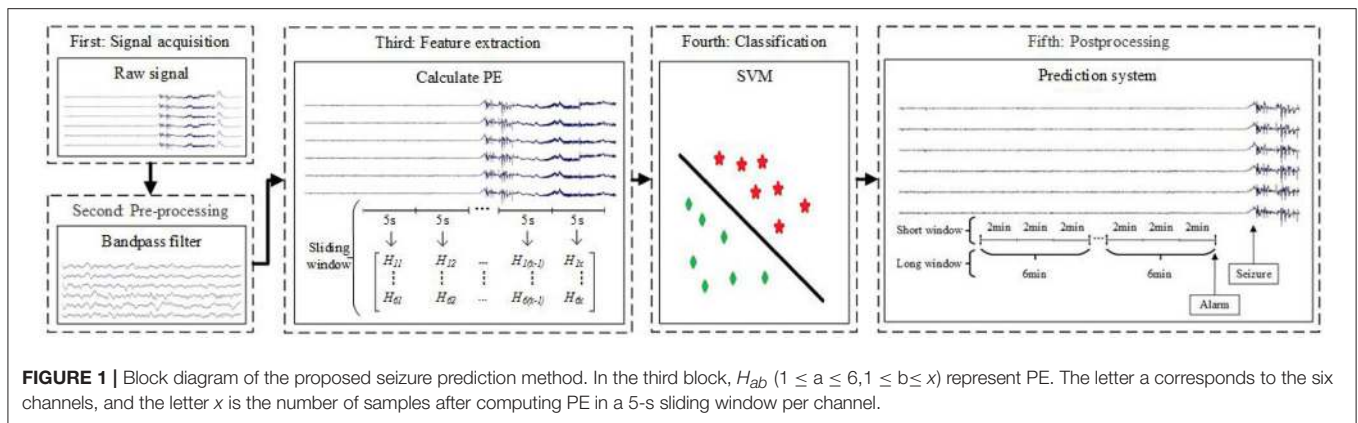 First: Signal acquisition
Raw signal
Second: Pre-processing
Bandpass filter
Third: Feature extraction
Calculate PE
5s 5s ... 5s 5s
Sliding
window
H11 H12 ... H1(x-1) H1x
H61 H62 ... H6(x-1) H6x
Fourth: Classification
SVM
Fifth: Postprocessing
Prediction system
Short window
2min 2min 2min ... 2min 2min 2min
Long window
6min 6min
Seizure
Alarm
FIGURE 1 | Block diagram of the proposed seizure prediction method. In the third block, Hab (1 ≤ a ≤ 6,1 ≤ b≤ x) represent PE. The letter a corresponds to the six
channels, and the letter x is the number of samples after computing PE in a 5-s sliding window per channel.